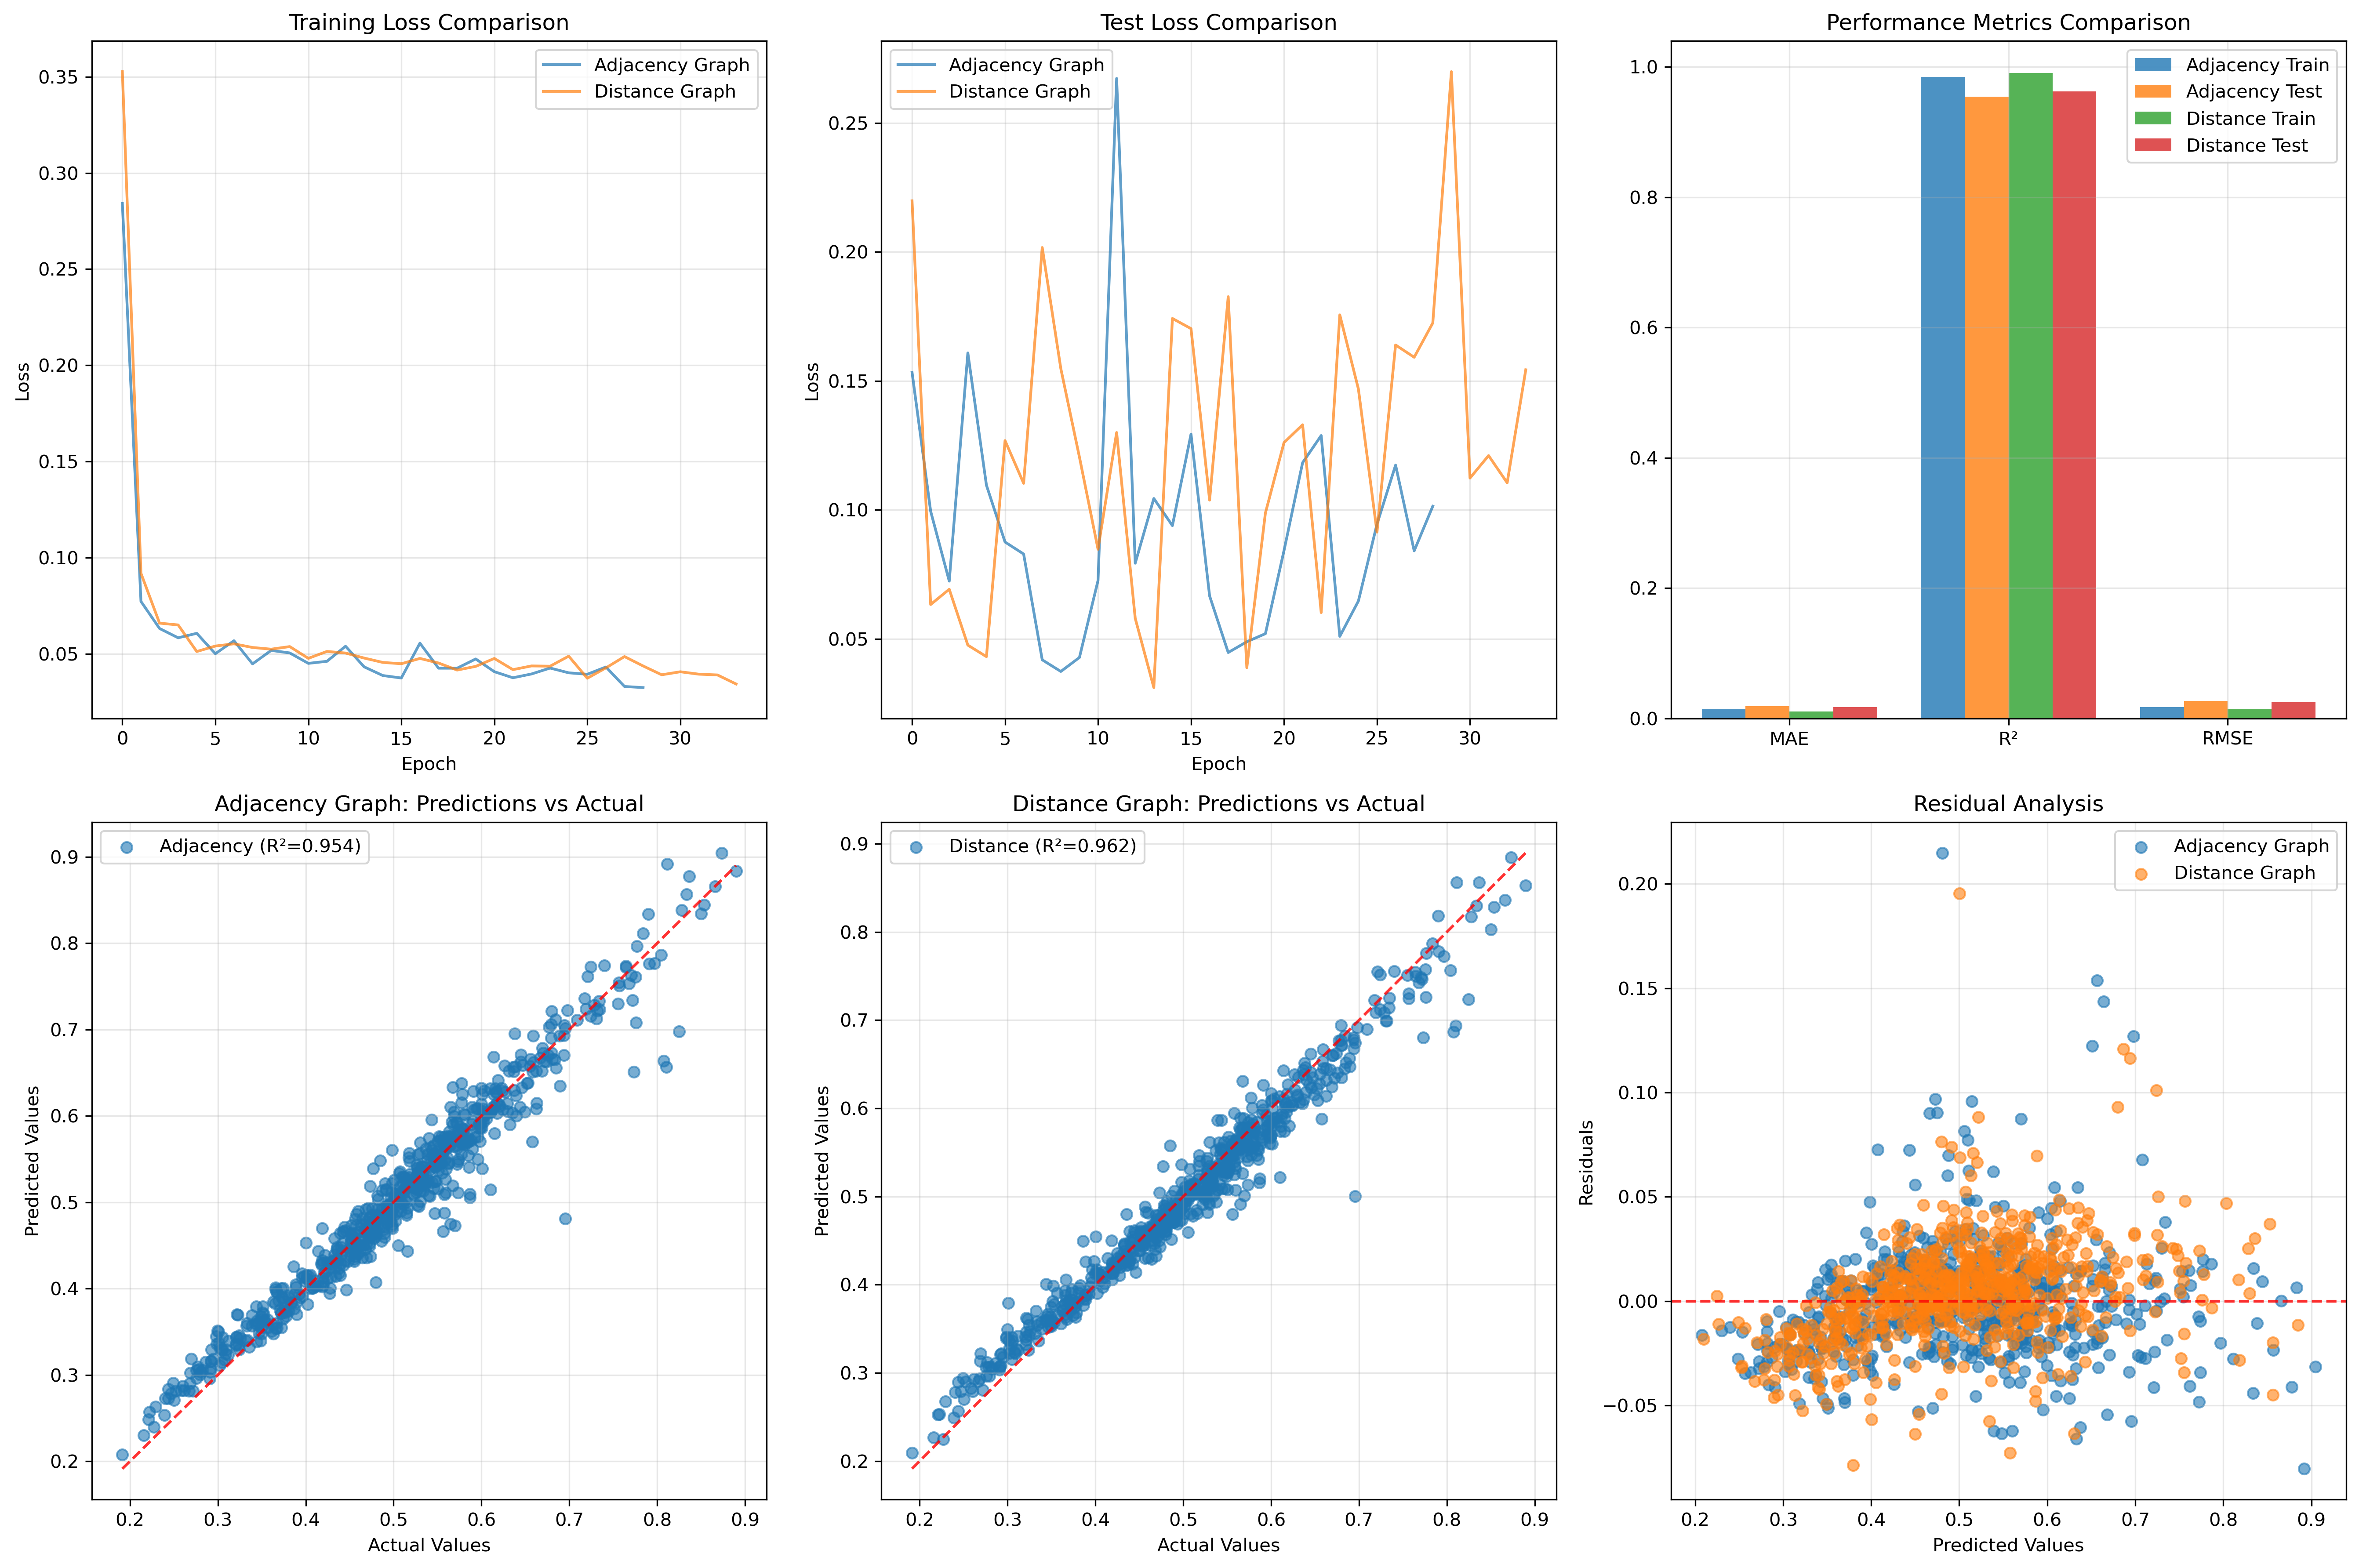 Training Loss Comparison
Loss
0.35
0.30
0.25
0.20
0.15
0.10
0.05
Adjacency Graph
Distance Graph
0 5 10 15 20 25 30
Epoch
Test Loss Comparison
Loss
0.25
0.20
0.15
0.10
0.05
Adjacency Graph
Distance Graph
0 5 10 15 20 25 30
Epoch
Performance Metrics Comparison
1.0
0.8
0.6
0.4
0.2
0.0
Adjacency Train
Adjacency Test
Distance Train
Distance Test
MAE R² RMSE
Adjacency Graph: Predictions vs Actual
Predicted Values
0.9
0.8
0.7
0.6
0.5
0.4
0.3
0.2
Adjacency (R²=0.954)
0.2 0.3 0.4 0.5 0.6 0.7 0.8 0.9
Actual Values
Distance Graph: Predictions vs Actual
Predicted Values
0.9
0.8
0.7
0.6
0.5
0.4
0.3
0.2
Distance (R²=0.962)
0.2 0.3 0.4 0.5 0.6 0.7 0.8 0.9
Actual Values
Residual Analysis
Residuals
0.20
0.15
0.10
0.05
0.00
−0.05
Adjacency Graph
Distance Graph
0.2 0.3 0.4 0.5 0.6 0.7 0.8 0.9
Predicted Values